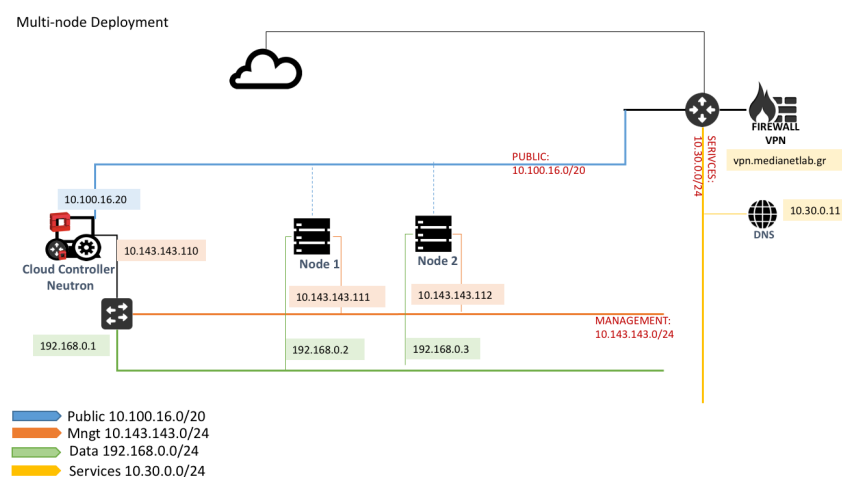 Multi-node Deployment
FIREWALL
VPN
vpn.medianetlab.gr
SERIVCES:
10.30.0.0/24
PUBLIC:
10.100.16.0/20
10.100.16.20
10.30.0.11
DNS
10.143.143.110
Cloud Controller
Neutron
Node 1
Node 2
10.143.143.111
10.143.143.112
MANAGEMENT:
10.143.143.0/24
192.168.0.1
192.168.0.2
192.168.0.3
Public 10.100.16.0/20
Mngt 10.143.143.0/24
Data 192.168.0.0/24
Services 10.30.0.0/24